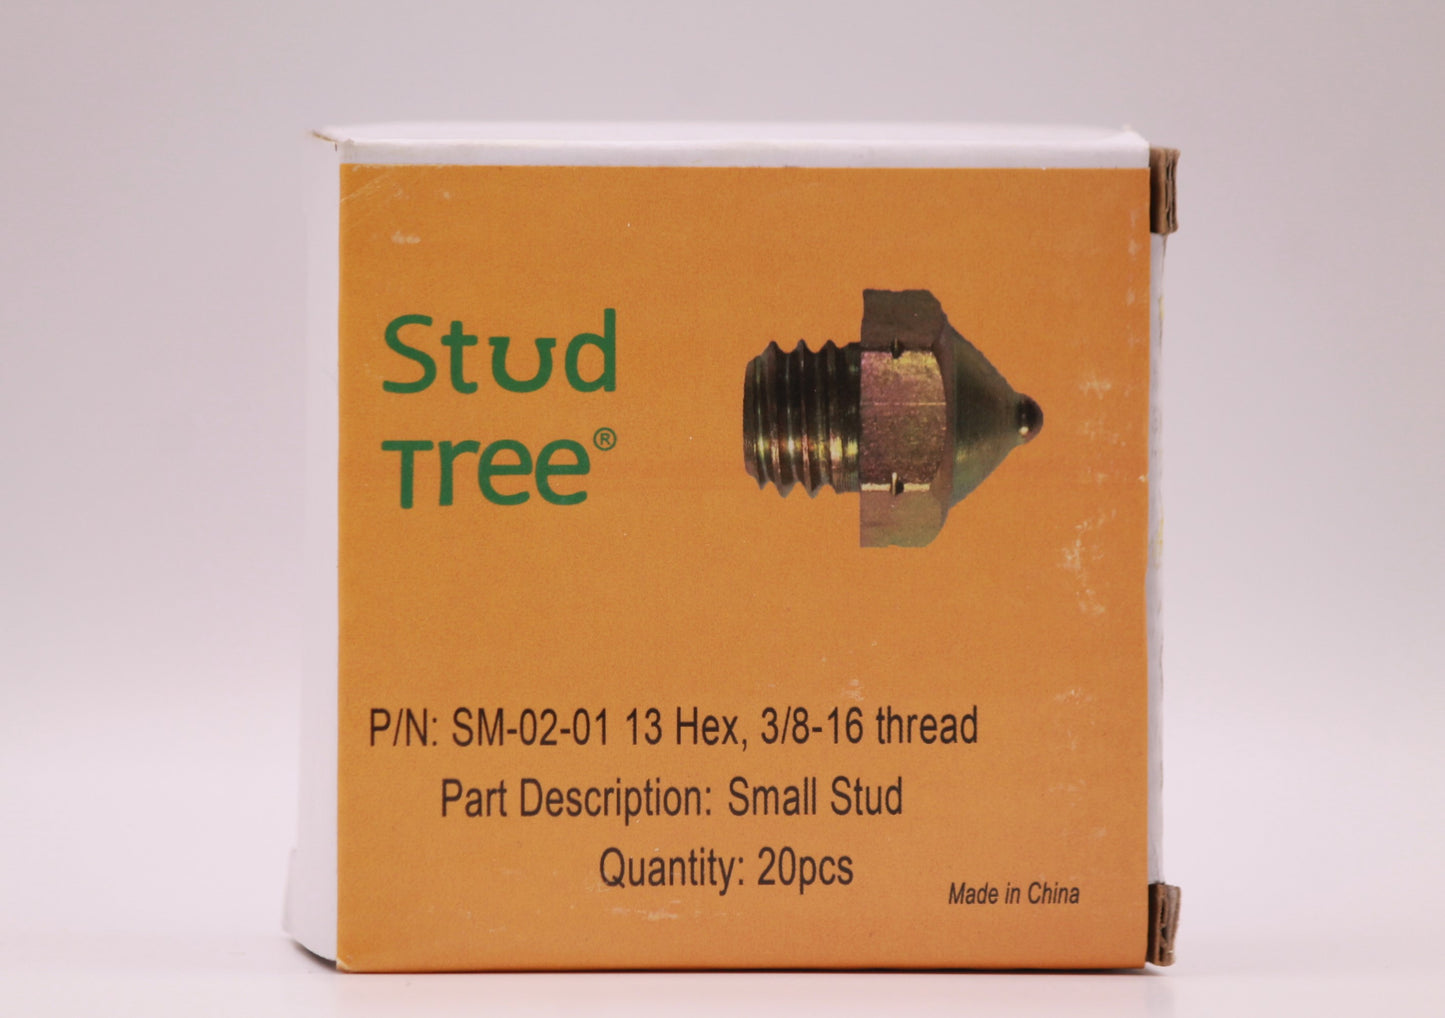 Stud
Tree®
P/N: SM-02-01 13 Hex, 3/8-16 thread
Part Description: Small Stud
Quantity: 20pcs
Made in China